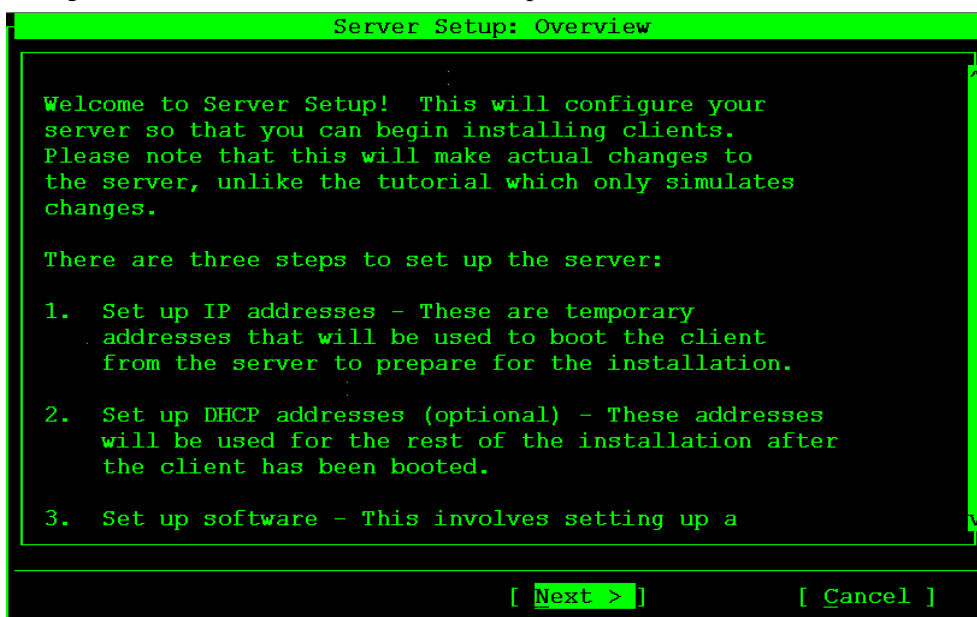 Server Setup: Overview
Welcome to Server Setup!  This will configure your
server so that you can begin installing clients.
Please note that this will make actual changes to
the server, unlike the tutorial which only simulates
changes.
There are three steps to set up the server:
1.  Set up IP addresses - These are temporary
addresses that will be used to boot the client
from the server to prepare for the installation.
2.  Set up DHCP addresses (optional) - These addresses
will be used for the rest of the installation after
the client has been booted.
3.  Set up software - This involves setting up a
[ Next > ] [ Cancel ]